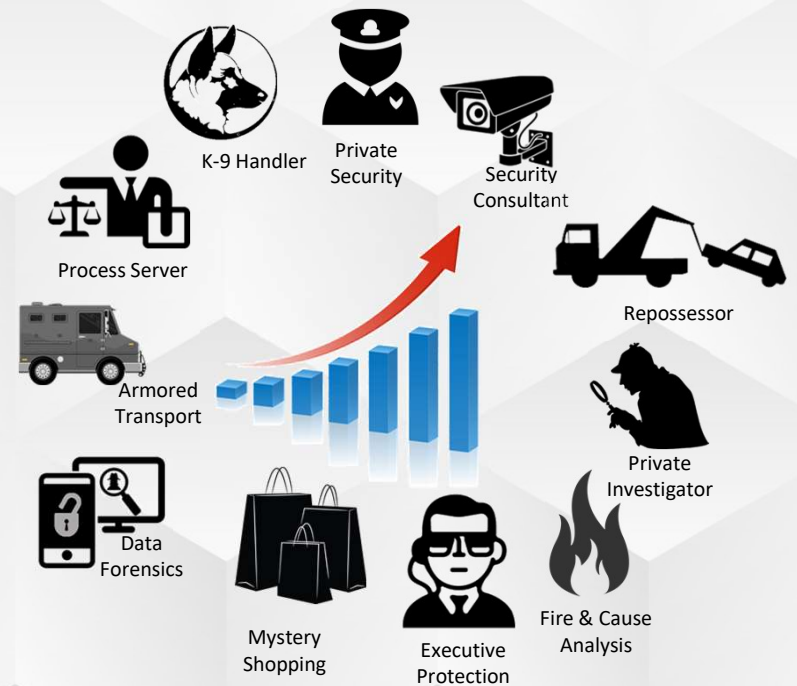 K-9 Handler
Private
Security
Security
Consultant
Process Server
Repossessor
Armored
Transport
Private
Investigator
Data
Forensics
Mystery
Shopping
Executive
Protection
Fire & Cause
Analysis